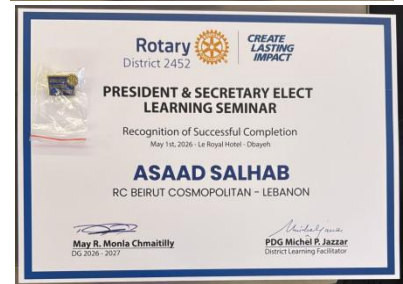 Rotary
District 2452
CREATE
LASTING
IMPACT
PRESIDENT & SECRETARY ELECT
LEARNING SEMINAR
Recognition of Successful Completion
May 1st, 2026 - Le Royal Hotel - Dbayeh
ASAAD SALHAB
RC BEIRUT COSMOPOLITAN – LEBANON
May R. Monla Chmaitilly
DG 2026 - 2027
PDG Michel P. Jazzar
District Learning Facilitator